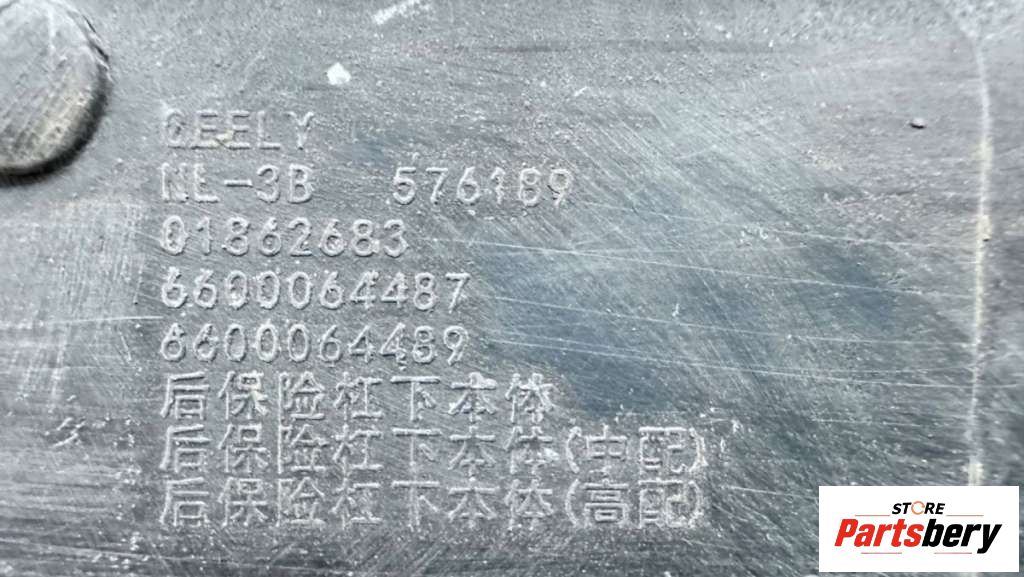 GEELY
NL-3B 576189
01862683
6600064487
6600064489
后保险杠下本体
后保险杠下本体(中配)
后保险杠下本体(高配)
STORE
Partsbery